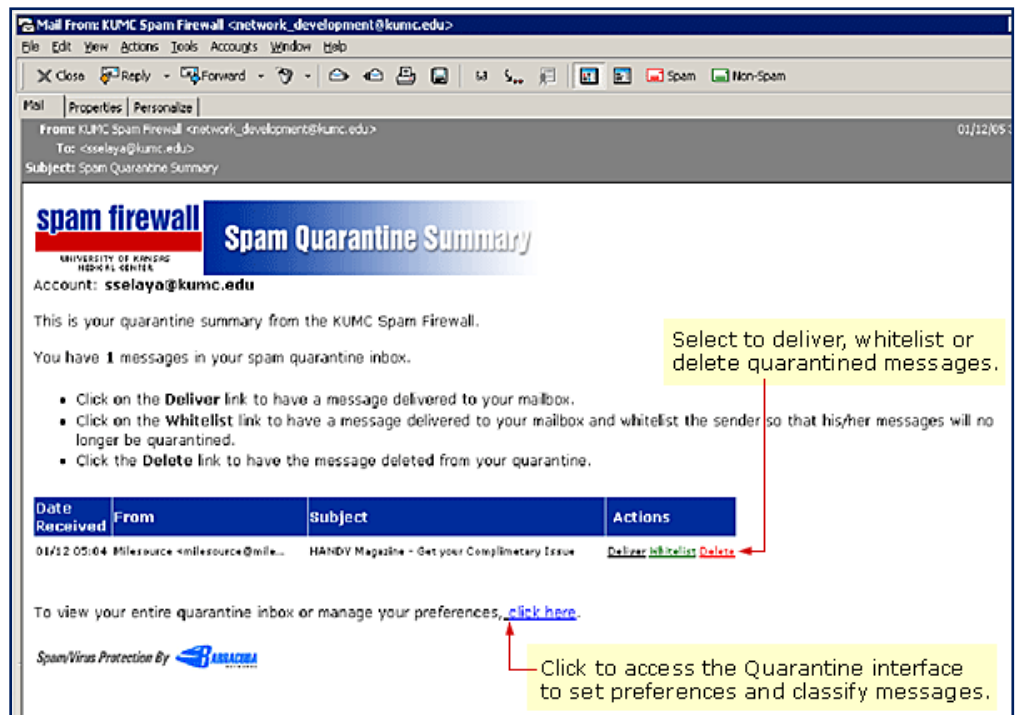 Mail From: KUMC Spam Firewall <network_development@kumc.edu>
File Edit View Actions Tools Accounts Window Help
Close Reply Forward Spam Non-Spam
Mail Properties Personalize
From: KUMC Spam Firewall <network_development@kumc.edu> 01/12/05
To: <sselaya@kumc.edu>
Subject: Spam Quarantine Summary
spam firewall
UNIVERSITY OF KANSAS
MEDICAL CENTER
Spam Quarantine Summary
Account: sselaya@kumc.edu
This is your quarantine summary from the KUMC Spam Firewall.
Select to deliver, whitelist or
delete quarantined messages.
You have 1 messages in your spam quarantine inbox.
• Click on the Deliver link to have a message delivered to your mailbox.
• Click on the Whitelist link to have a message delivered to your mailbox and whitelist the sender so that his/her messages will no
longer be quarantined.
• Click the Delete link to have the message deleted from your quarantine.
Date
Received From Subject Actions
01/12 05:04 Milesource <milesource@mile... HANDY Magazine - Get your Complimetary Issue Deliver Whitelist Delete
To view your entire quarantine inbox or manage your preferences, click here.
Spam/Virus Protection By BARRACUDA
Click to access the Quarantine interface
to set preferences and classify messages.